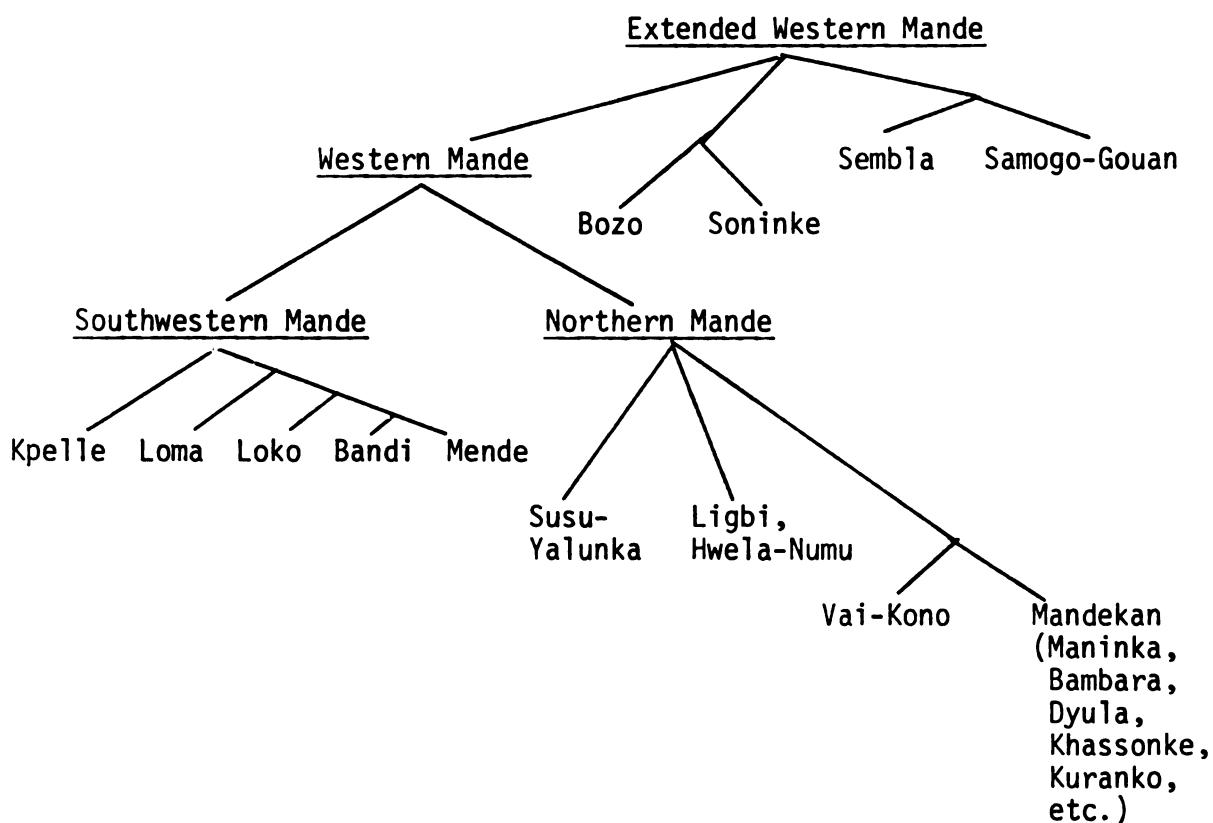 Extended Western Mande
Western Mande
Sembla Samogo-Gouan
Bozo Soninke
Southwestern Mande Northern Mande
Kpelle Loma Loko Bandi Mende
Susu-
Yalunka
Ligbi,
Hwela-Numu
Vai-Kono
Mandekan
(Maninka,
Bambara,
Dyula,
Khassonke,
Kuranko,
etc.)